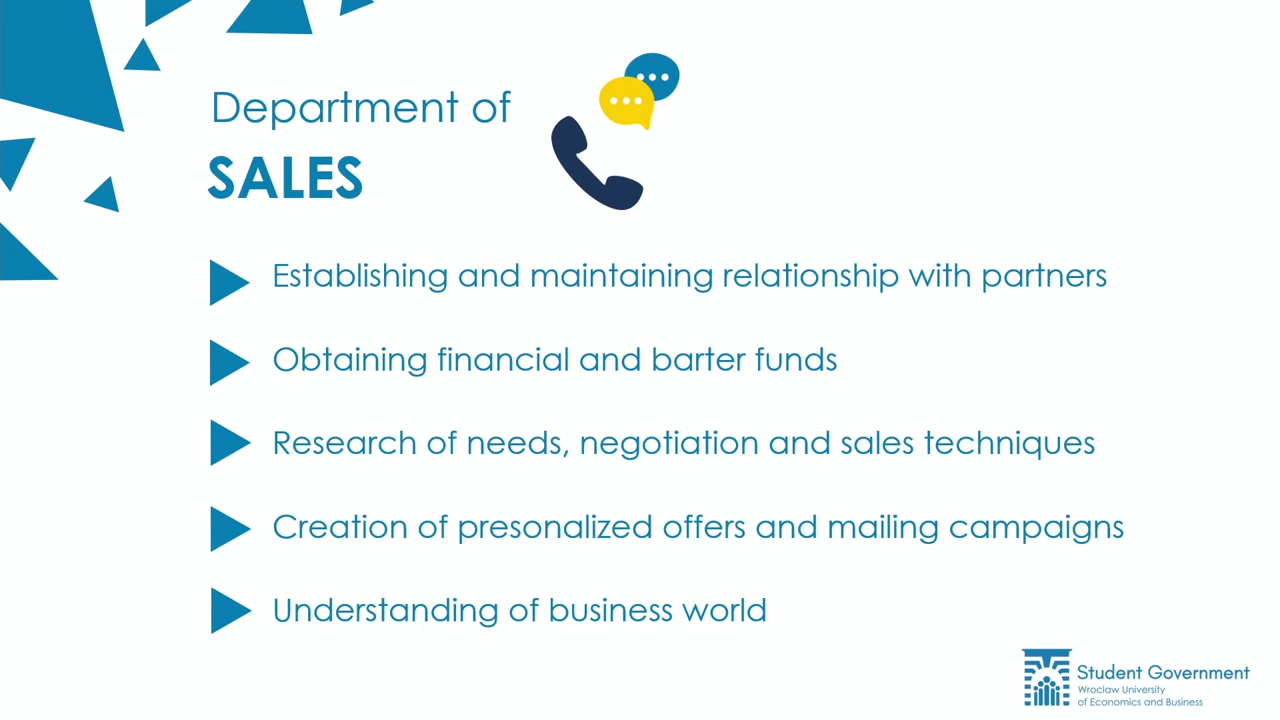 Department of
SALES
Establishing and maintaining relationship with partners
Obtaining financial and barter funds
Research of needs, negotiation and sales techniques
Creation of presonalized offers and mailing campaigns
Understanding of business world
Student Government
Wroclaw University
of Economics and Business